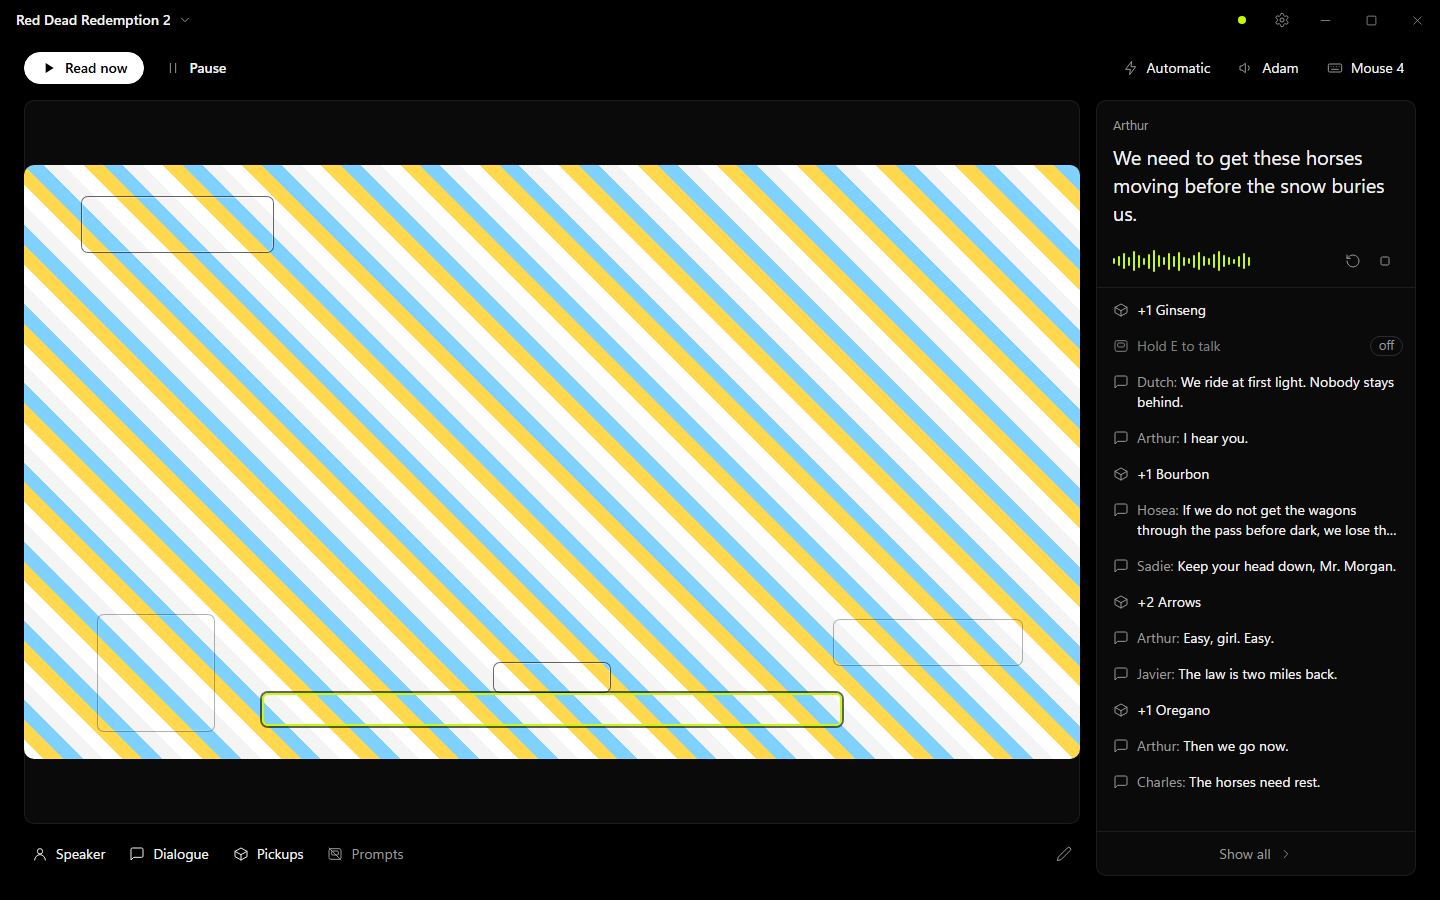 Red Dead Redemption 2
Read now
Pause
Automatic
Adam
Mouse 4
Arthur
We need to get these horses
moving before the snow buries
us.
+1 Ginseng
Hold E to talk
off
Dutch: We ride at first light. Nobody stays
behind.
Arthur: I hear you.
+1 Bourbon
Hosea: If we do not get the wagons
through the pass before dark, we lose th...
Sadie: Keep your head down, Mr. Morgan.
+2 Arrows
Arthur: Easy, girl. Easy.
Javier: The law is two miles back.
+1 Oregano
Arthur: Then we go now.
Charles: The horses need rest.
Show all
Speaker
Dialogue
Pickups
Prompts